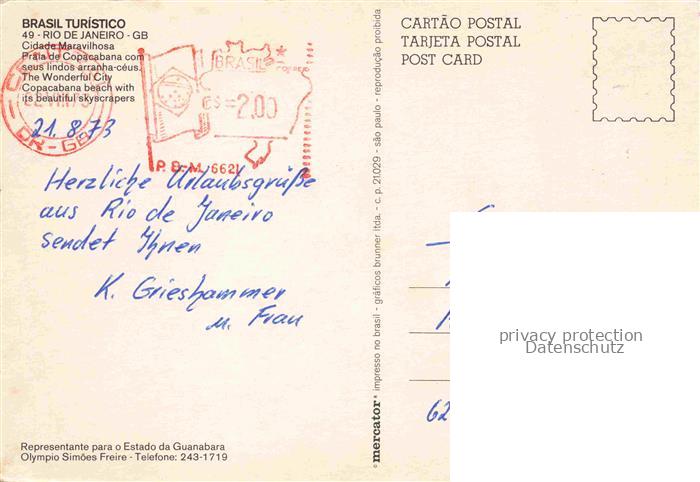 BRASIL TURÍSTICO
49 - RIO DE JANEIRO - GB
Cidade Maravilhosa
Praia de Copacabana com
seus lindos arranha-céus.
The Wonderful City
Copacabana beach with
its beautiful skyscrapers
DR-GB
BRASIL
CORREIO
2,00
P.B.M. 6621
21.8.73
Herzliche Urlaubsgrüße
aus Rio de Janeiro
sendet Ihnen
K. Grieshammer
u. Frau
Representante para o Estado da Guanabara
Olympio Simões Freire - Telefone: 243-1719
© mercator® impresso no brasil - gráficos brunner ltda. - c. p. 21029 - são paulo - reprodução proibida
CARTÃO POSTAL
TARJETA POSTAL
POST CARD
privacy protection
Datenschutz
62